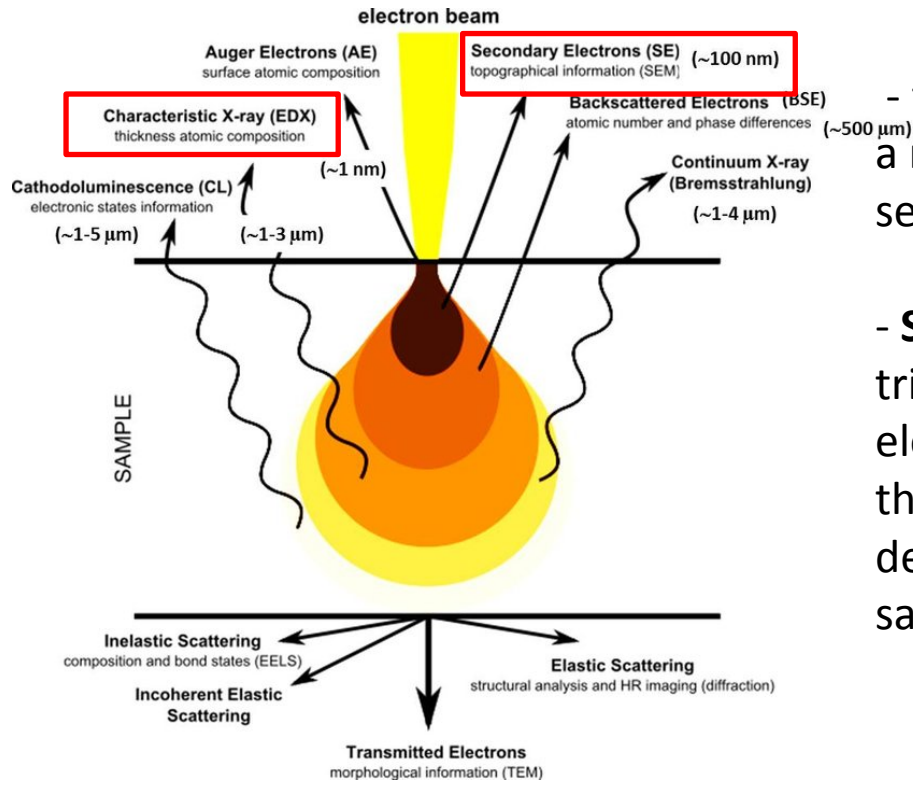 electron beam
Auger Electrons (AE)
surface atomic composition
Secondary Electrons (SE) (~100 nm)
topographical information (SEM)
Characteristic X-ray (EDX)
thickness atomic composition
Backscattered Electrons (BSE)
atomic number and phase differences (~500 µm)
(~1 nm)
Continuum X-ray
(Bremsstrahlung)
(~1-4 µm)
Cathodoluminescence (CL)
electronic states information
(~1-5 µm) (~1-3 µm)
SAMPLE
Inelastic Scattering
composition and bond states (EELS)
Incoherent Elastic
Scattering
Elastic Scattering
structural analysis and HR imaging (diffraction)
Transmitted Electrons
morphological information (TEM)
-
a
se
- S
tri
ele
th
de
sa